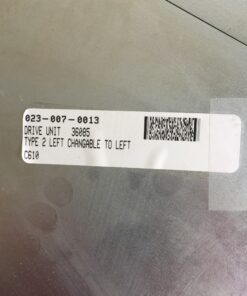 023-007-0013
DRIVE UNIT 36085
TYPE 2 LEFT CHANGABLE TO LEFT
C610